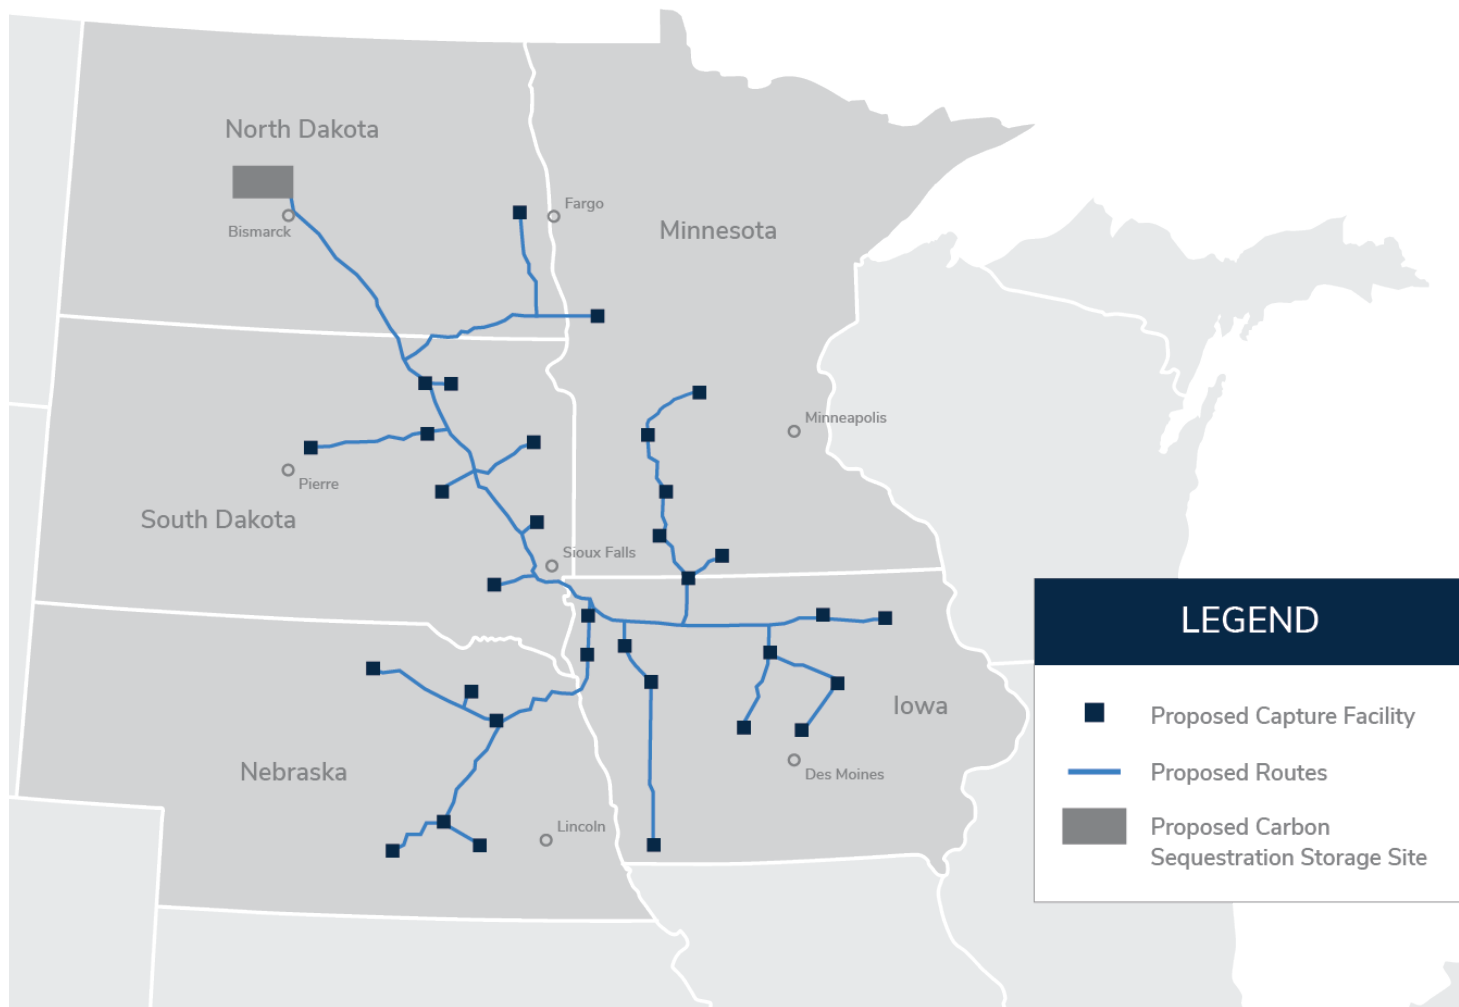 North Dakota
Fargo
Minnesota
Bismarck
Minneapolis
Pierre
South Dakota
Sioux Falls
LEGEND
Iowa
Proposed Capture Facility
Nebraska
Proposed Routes
Des Moines
Lincoln
Proposed Carbon
Sequestration Storage Site